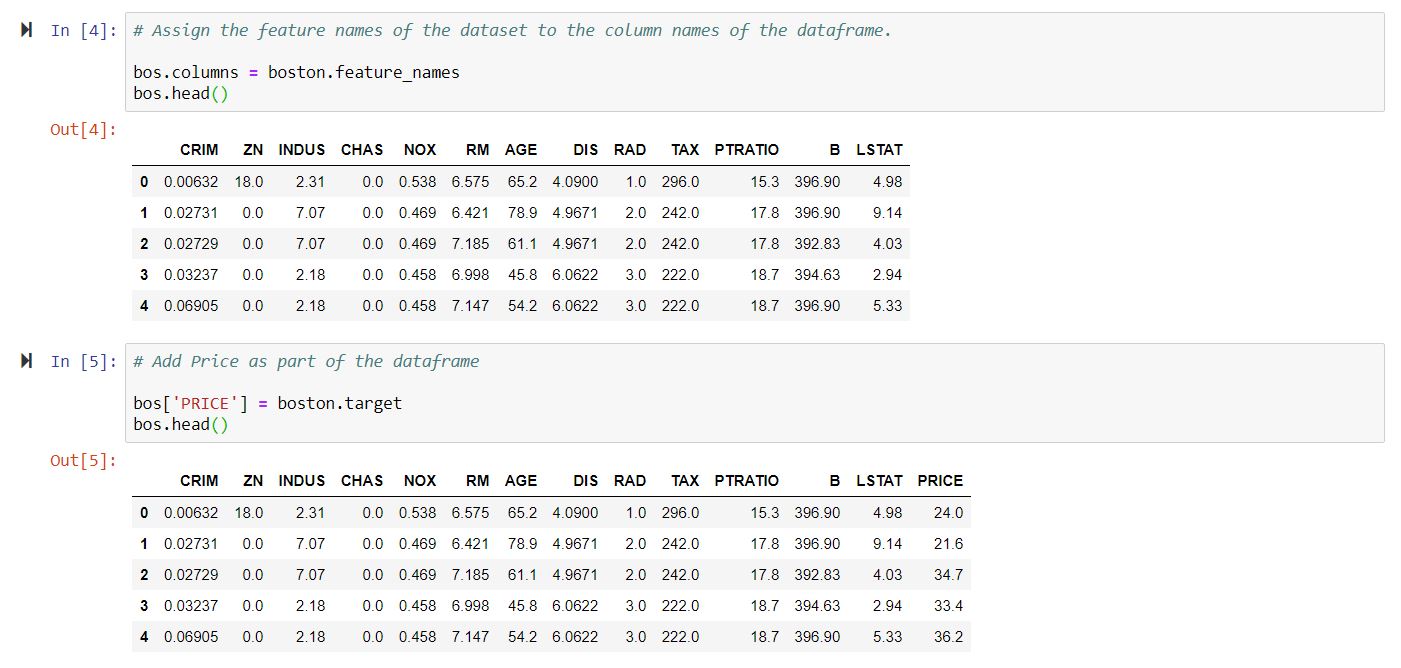 In [4]: # Assign the feature names of the dataset to the column names of the dataframe.
bos.columns = boston.feature_names
bos.head()
Out[4]:
CRIM ZN INDUS CHAS NOX RM AGE DIS RAD TAX PTRATIO B LSTAT
0 0.00632 18.0 2.31 0.0 0.538 6.575 65.2 4.0900 1.0 296.0 15.3 396.90 4.98
1 0.02731 0.0 7.07 0.0 0.469 6.421 78.9 4.9671 2.0 242.0 17.8 396.90 9.14
2 0.02729 0.0 7.07 0.0 0.469 7.185 61.1 4.9671 2.0 242.0 17.8 392.83 4.03
3 0.03237 0.0 2.18 0.0 0.458 6.998 45.8 6.0622 3.0 222.0 18.7 394.63 2.94
4 0.06905 0.0 2.18 0.0 0.458 7.147 54.2 6.0622 3.0 222.0 18.7 396.90 5.33
In [5]: # Add Price as part of the dataframe
bos['PRICE'] = boston.target
bos.head()
Out[5]:
CRIM ZN INDUS CHAS NOX RM AGE DIS RAD TAX PTRATIO B LSTAT PRICE
0 0.00632 18.0 2.31 0.0 0.538 6.575 65.2 4.0900 1.0 296.0 15.3 396.90 4.98 24.0
1 0.02731 0.0 7.07 0.0 0.469 6.421 78.9 4.9671 2.0 242.0 17.8 396.90 9.14 21.6
2 0.02729 0.0 7.07 0.0 0.469 7.185 61.1 4.9671 2.0 242.0 17.8 392.83 4.03 34.7
3 0.03237 0.0 2.18 0.0 0.458 6.998 45.8 6.0622 3.0 222.0 18.7 394.63 2.94 33.4
4 0.06905 0.0 2.18 0.0 0.458 7.147 54.2 6.0622 3.0 222.0 18.7 396.90 5.33 36.2